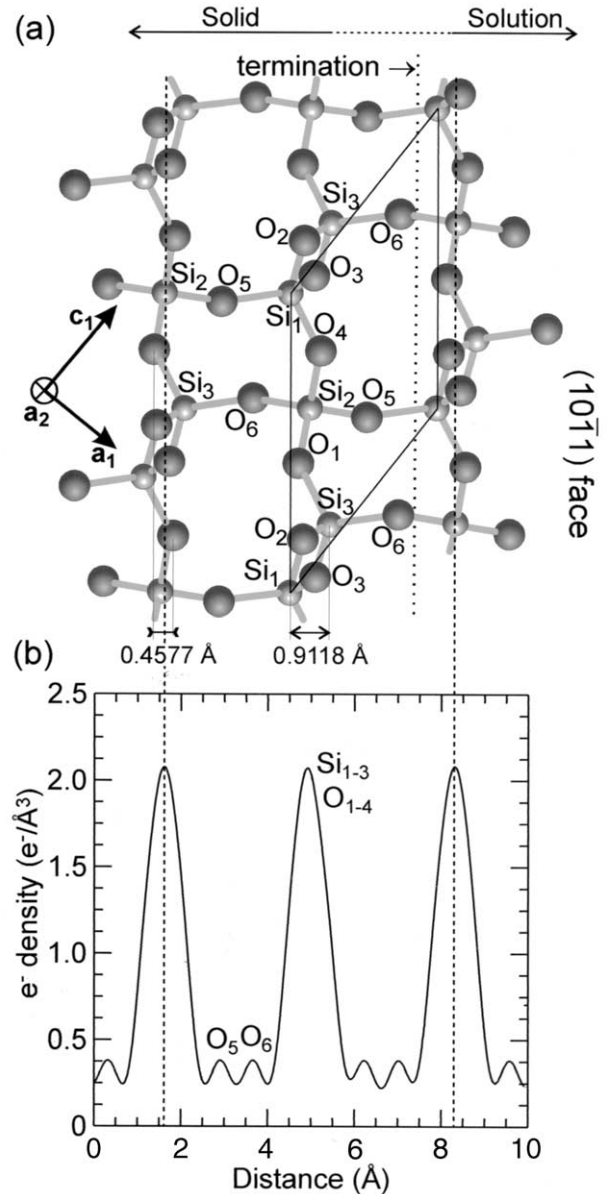 (a)
Solid
Solution
termination →
Si₃
O₂
O₆
O₃
Si₂
O₅
Si₁
c₁
O₄
a₂
a₁
Si₃
Si₂
O₅
O₆
O₁
Si₃
O₂
O₆
Si₁
O₃
(101̄1) face
0.4577 Å
0.9118 Å
(b)
2.5
2.0
1.5
1.0
0.5
0
e⁻ density (e⁻/Å³)
Si₁₋₃
O₁₋₄
O₅O₆
0 2 4 6 8 10
Distance (Å)